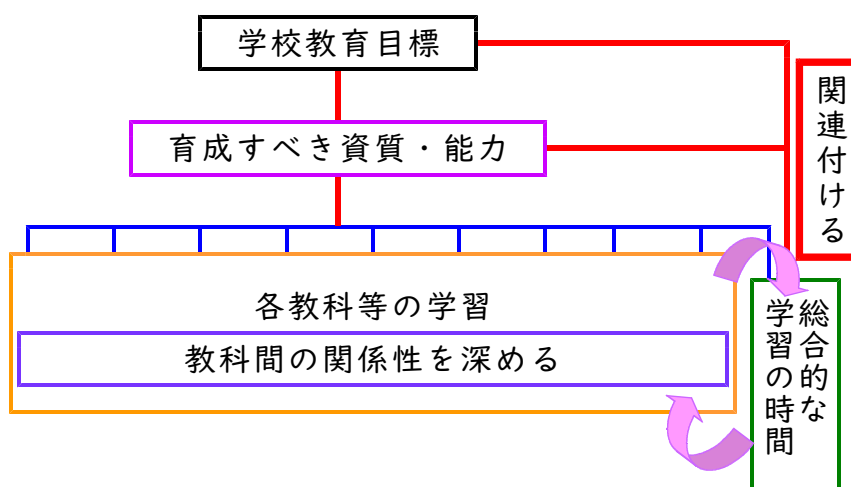 学校教育目標
育成すべき資質・能力
関連付ける
各教科等の学習
教科間の関係性を深める
総合的な
学習の時間